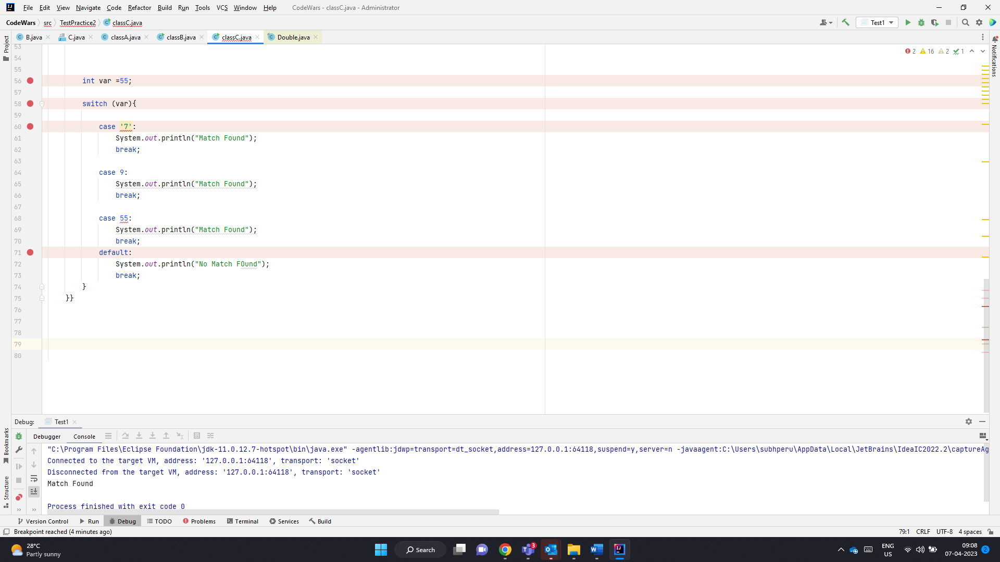 File Edit View Navigate Code Refactor Build Run Tools VCS Window Help CodeWars - classC.java - Administrator
CodeWars src TestPractice2 classC.java Test1
B.java C.java classA.java classB.java classC.java Double.java
Project
Notifications
2 16 2 1
53
54
55
56 int var =55;
57
58 switch (var){
59
60 case '7':
61 System.out.println("Match Found");
62 break;
63
64 case 9:
65 System.out.println("Match Found");
66 break;
67
68 case 55:
69 System.out.println("Match Found");
70 break;
71 default:
72 System.out.println("No Match FOund");
73 break;
74 }
75 }}
76
77
78
79
80
Debug: Test1
Debugger Console
Bookmarks
Structure
"C:\Program Files\Eclipse Foundation\jdk-11.0.12.7-hotspot\bin\java.exe" -agentlib:jdwp=transport=dt_socket,address=127.0.0.1:64118,suspend=y,server=n -javaagent:C:\Users\subhperu\AppData\Local\JetBrains\IdeaIC2022.2\captureAg
Connected to the target VM, address: '127.0.0.1:64118', transport: 'socket'
Disconnected from the target VM, address: '127.0.0.1:64118', transport: 'socket'
Match Found
Process finished with exit code 0
Version Control Run Debug TODO Problems Terminal Services Build
Breakpoint reached (4 minutes ago) 79:1 CRLF UTF-8 4 spaces
28°C
Partly sunny
Search
3
ENG
US
09:08
07-04-2023
2